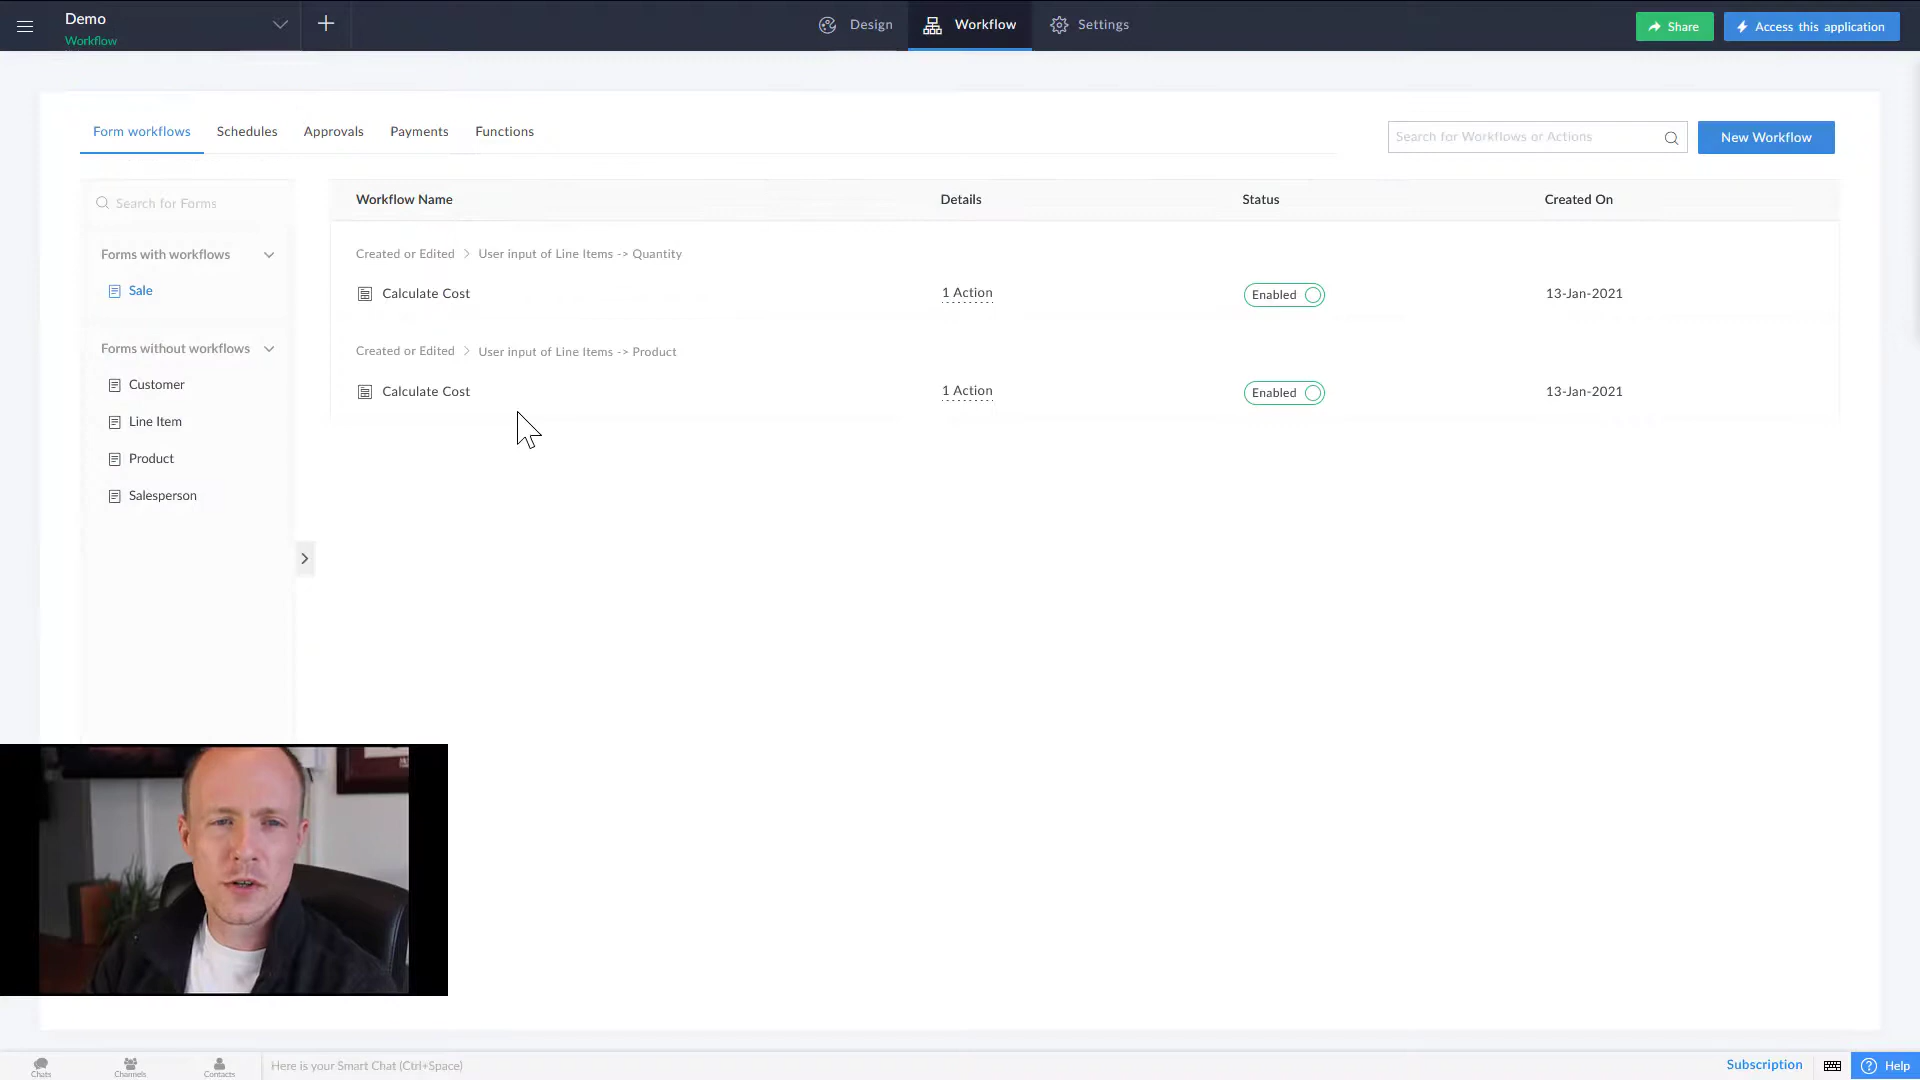 Demo
Workflow
Design
Workflow
Settings
Share
Access this application
Form workflows
Schedules
Approvals
Payments
Functions
Search for Workflows or Actions
New Workflow
Search for Forms
Forms with workflows
Sale
Forms without workflows
Customer
Line Item
Product
Salesperson
Workflow Name
Details
Status
Created On
Created or Edited > User input of Line Items -> Quantity
Calculate Cost
1 Action
Enabled
13-Jan-2021
Created or Edited > User input of Line Items -> Product
Calculate Cost
1 Action
Enabled
13-Jan-2021
Chats
Channels
Contacts
Here is your Smart Chat (Ctrl+Space)
Subscription
Help